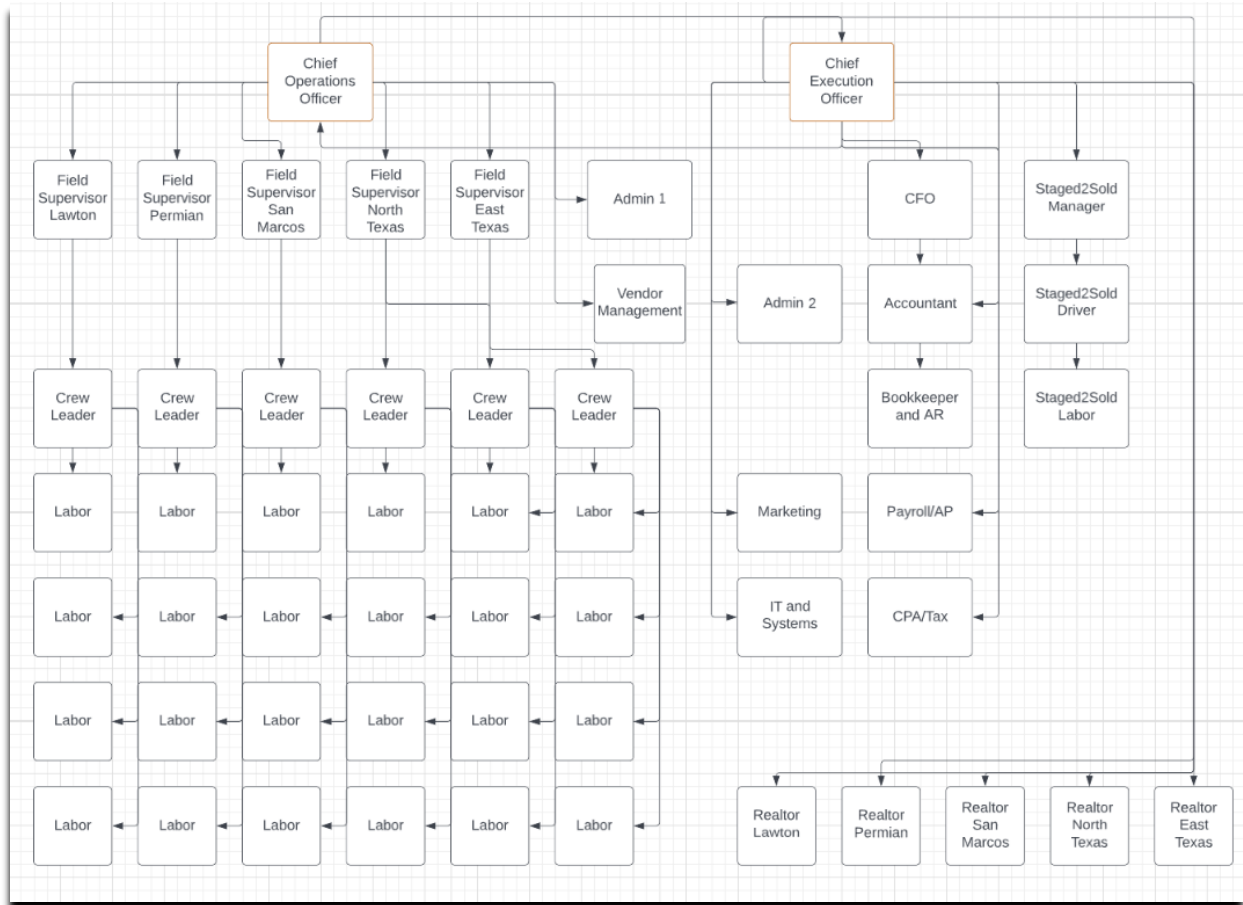 Chief
Operations
Officer
Chief
Execution
Officer
Field
Supervisor
Lawton
Field
Supervisor
Permian
Field
Supervisor
San
Marcos
Field
Supervisor
North
Texas
Field
Supervisor
East
Texas
Admin 1
CFO
Staged2Sold
Manager
Vendor
Management
Admin 2
Accountant
Staged2Sold
Driver
Crew
Leader
Crew
Leader
Crew
Leader
Crew
Leader
Crew
Leader
Crew
Leader
Bookkeeper
and AR
Staged2Sold
Labor
Labor
Labor
Labor
Labor
Labor
Labor
Marketing
Payroll/AP
Labor
Labor
Labor
Labor
Labor
Labor
IT and
Systems
CPA/Tax
Labor
Labor
Labor
Labor
Labor
Labor
Labor
Labor
Labor
Labor
Labor
Labor
Realtor
Lawton
Realtor
Permian
Realtor
San
Marcos
Realtor
North
Texas
Realtor
East
Texas